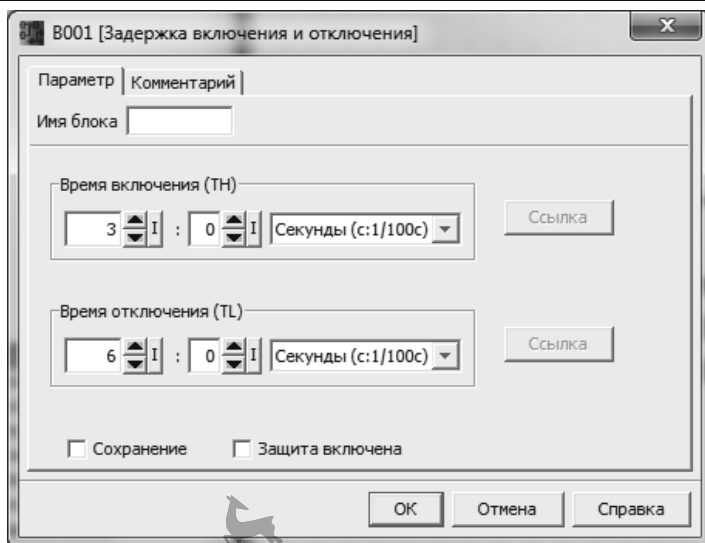 B001 [Задержка включения и отключения]
Параметр Комментарий
Имя блока
Время включения (TH)
3 : 0 Секунды (с:1/100с)
Ссылка
Время отключения (TL)
6 : 0 Секунды (с:1/100с)
Ссылка
Сохранение Защита включена
ОК Отмена Справка